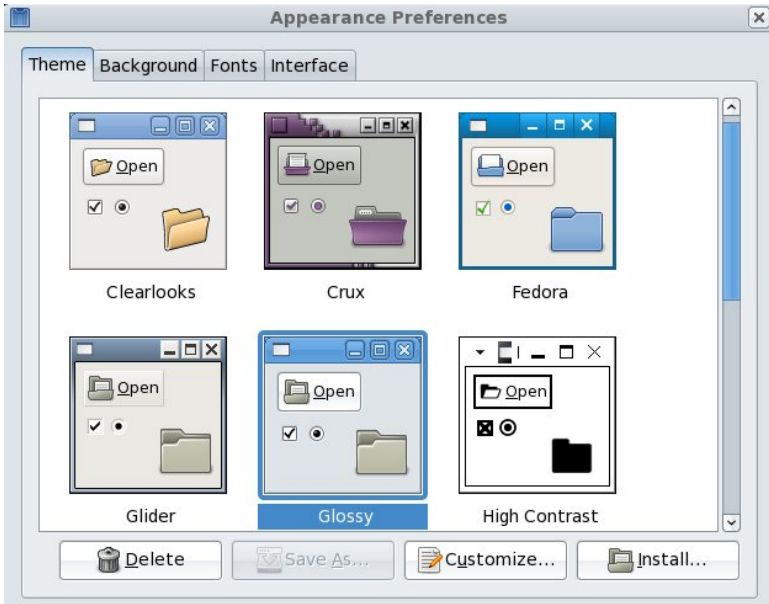 Appearance Preferences
Theme Background Fonts Interface
Open Open Open
Clearlooks Crux Fedora
Open Open Open
Glider Glossy High Contrast
Delete Save As... Customize... Install...